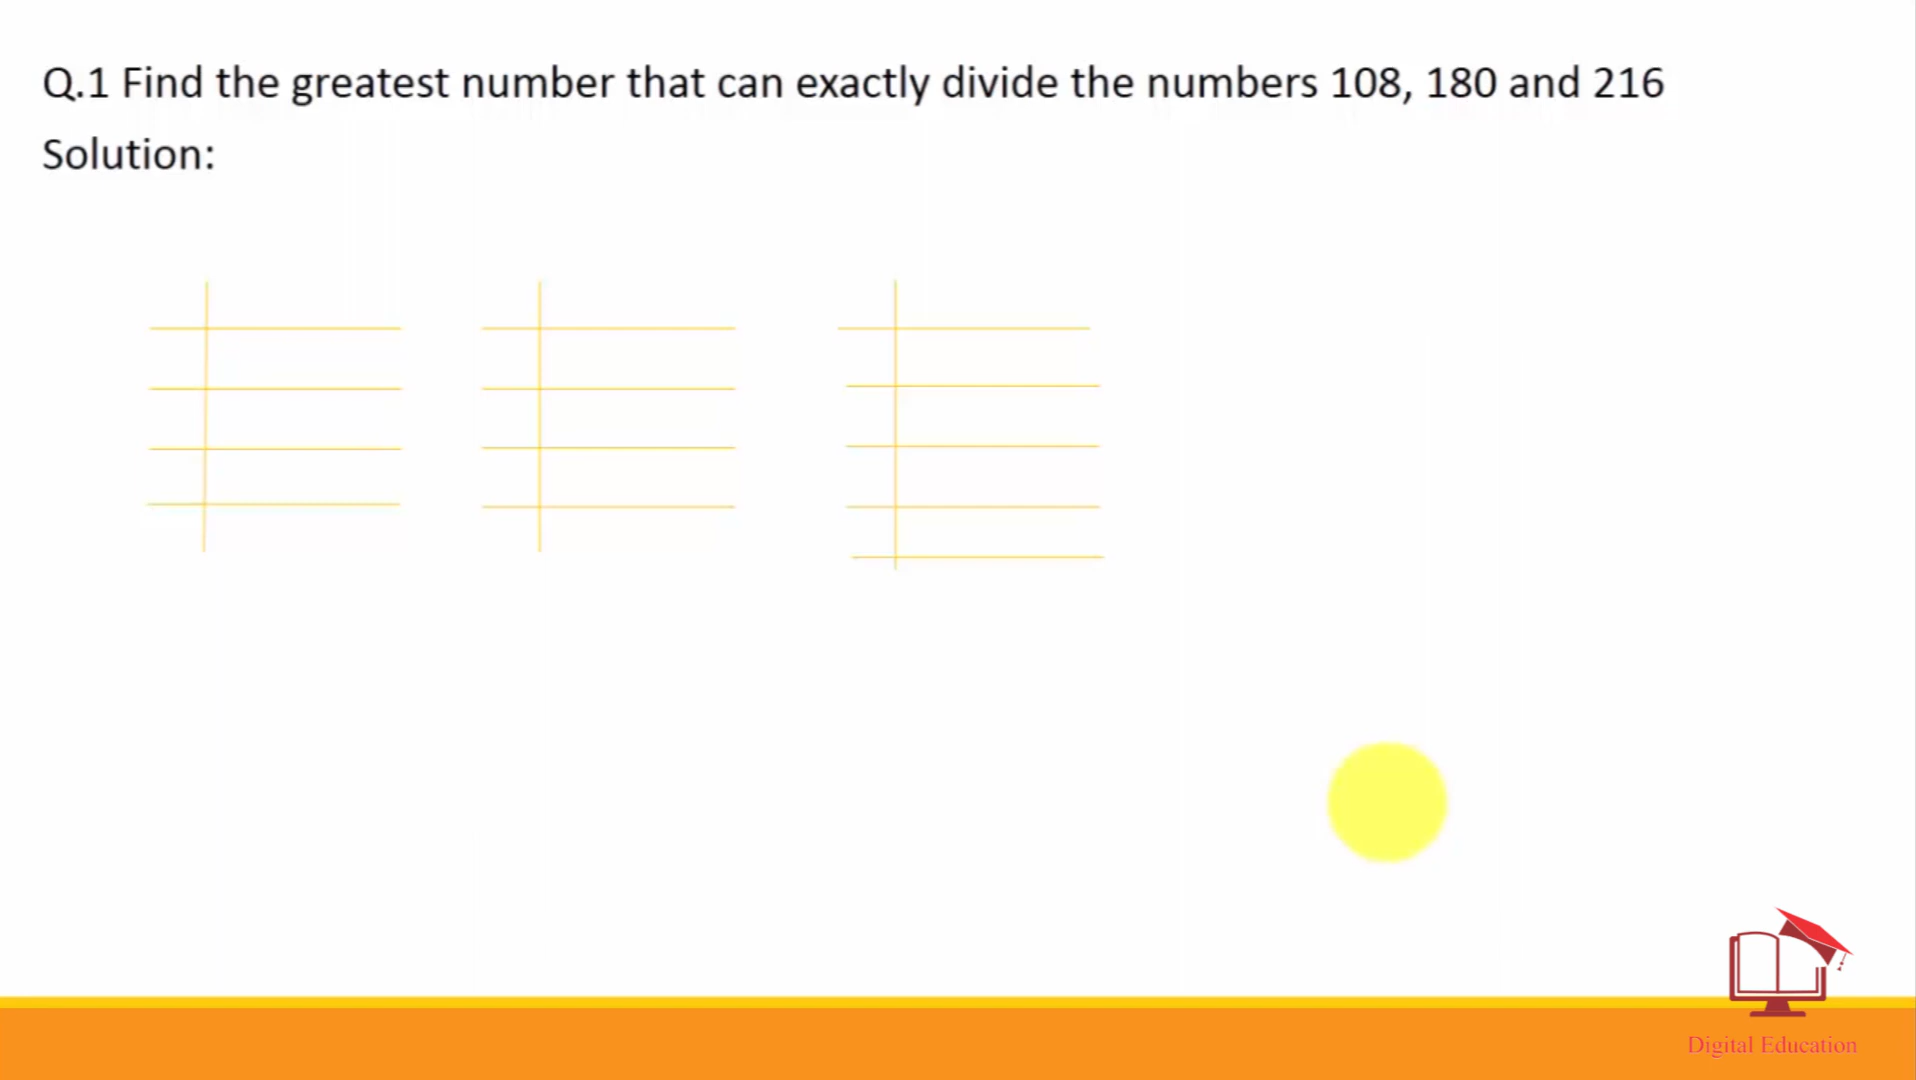 Q.1 Find the greatest number that can exactly divide the numbers 108, 180 and 216
Solution:
Digital Education